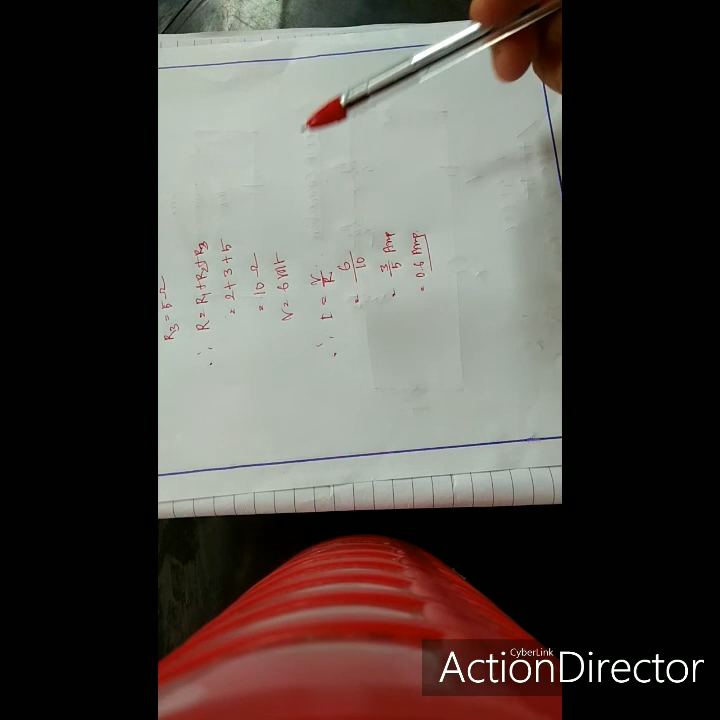 R3 = 5 Ω
∴ R = R1 + R2 + R3
= 2 + 3 + 5
= 10 Ω
V = 6 Volt
∴ I = V/R
= 6/10
= 3/5 Amp
= 0.6 Amp.
CyberLink
ActionDirector